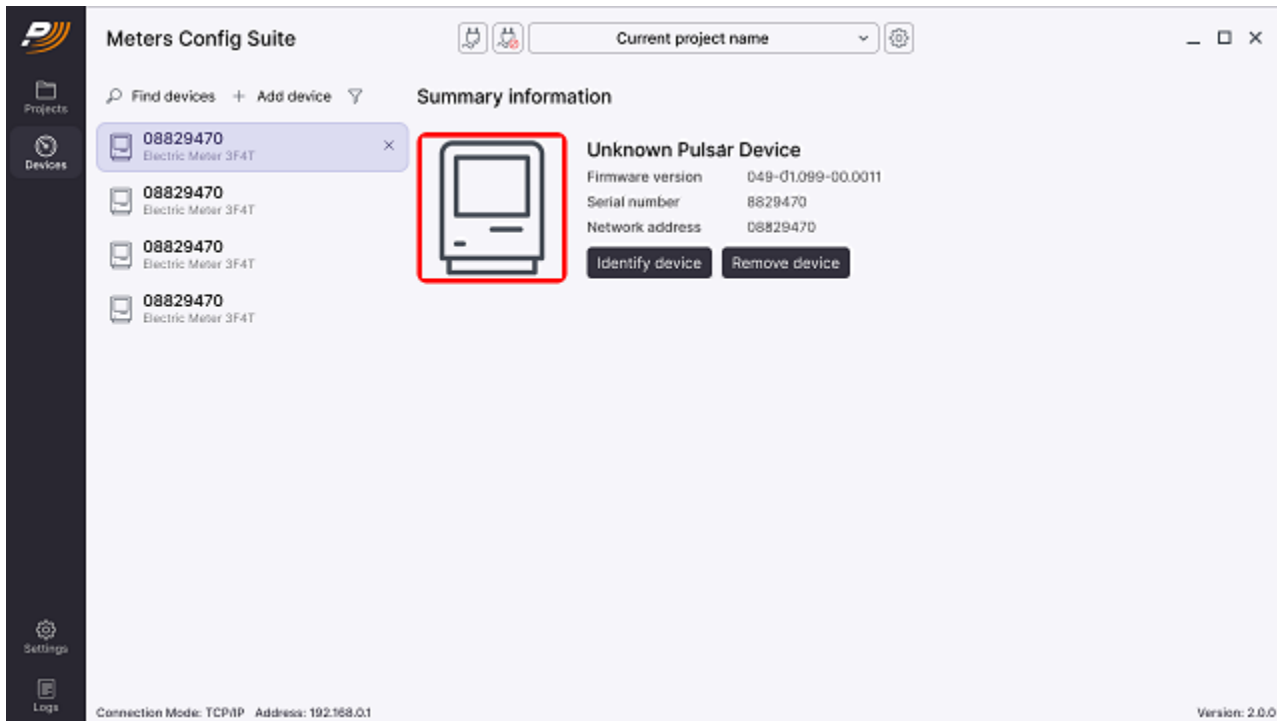 Meters Config Suite
Current project name
Projects
Devices
Find devices + Add device
08829470
Electric Meter 3F4T
08829470
Electric Meter 3F4T
08829470
Electric Meter 3F4T
08829470
Electric Meter 3F4T
Summary information
Unknown Pulsar Device
Firmware version 049-01.099-00.0011
Serial number 8829470
Network address 08829470
Identify device Remove device
Settings
Logs
Connection Mode: TCP/IP Address: 192.168.0.1
Version: 2.0.0